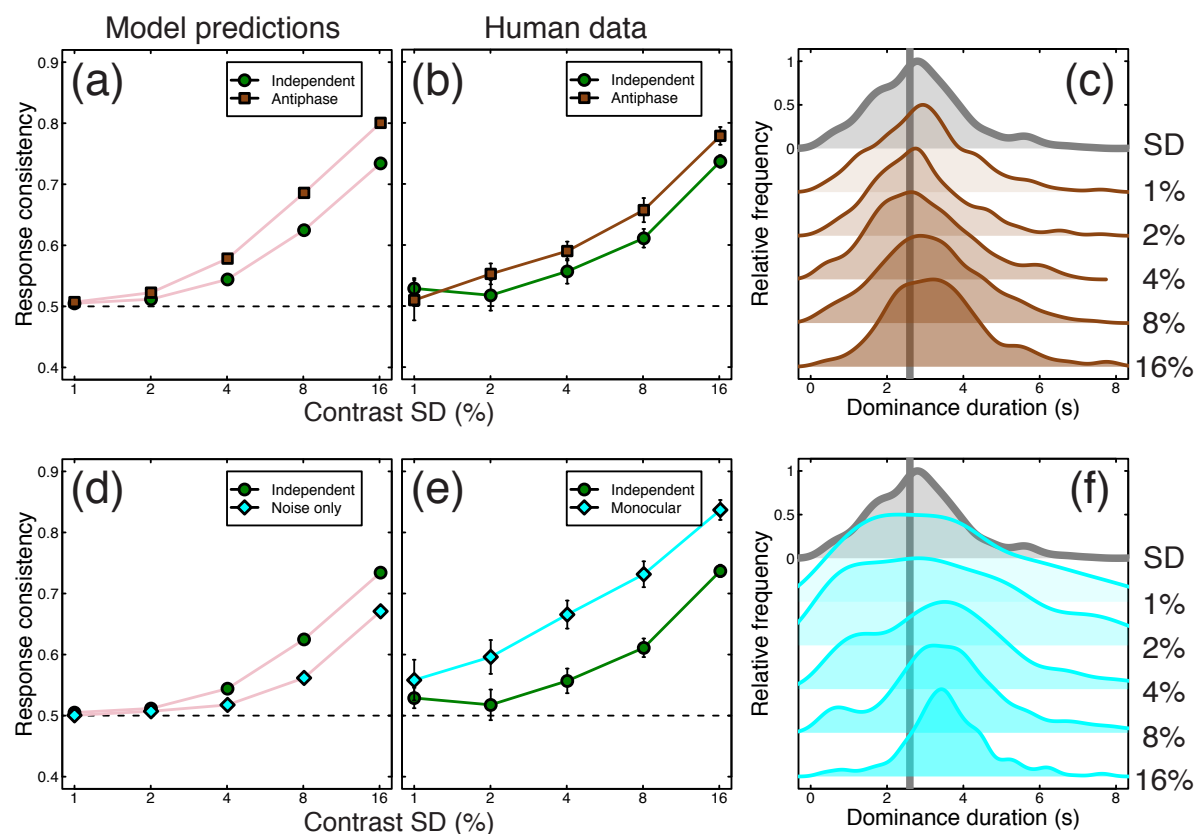 Model predictions
Human data
(a)
Independent
Antiphase
Response consistency
0.9
0.8
0.7
0.6
0.5
0.4
1 2 4 8 16
(b)
Independent
Antiphase
1 2 4 8 16
Contrast SD (%)
(c)
Relative frequency
1
0.5
0
SD
1%
2%
4%
8%
16%
0 2 4 6 8
Dominance duration (s)
(d)
Independent
Noise only
Response consistency
0.9
0.8
0.7
0.6
0.5
0.4
1 2 4 8 16
(e)
Independent
Monocular
1 2 4 8 16
Contrast SD (%)
(f)
Relative frequency
1
0.5
0
SD
1%
2%
4%
8%
16%
0 2 4 6 8
Dominance duration (s)